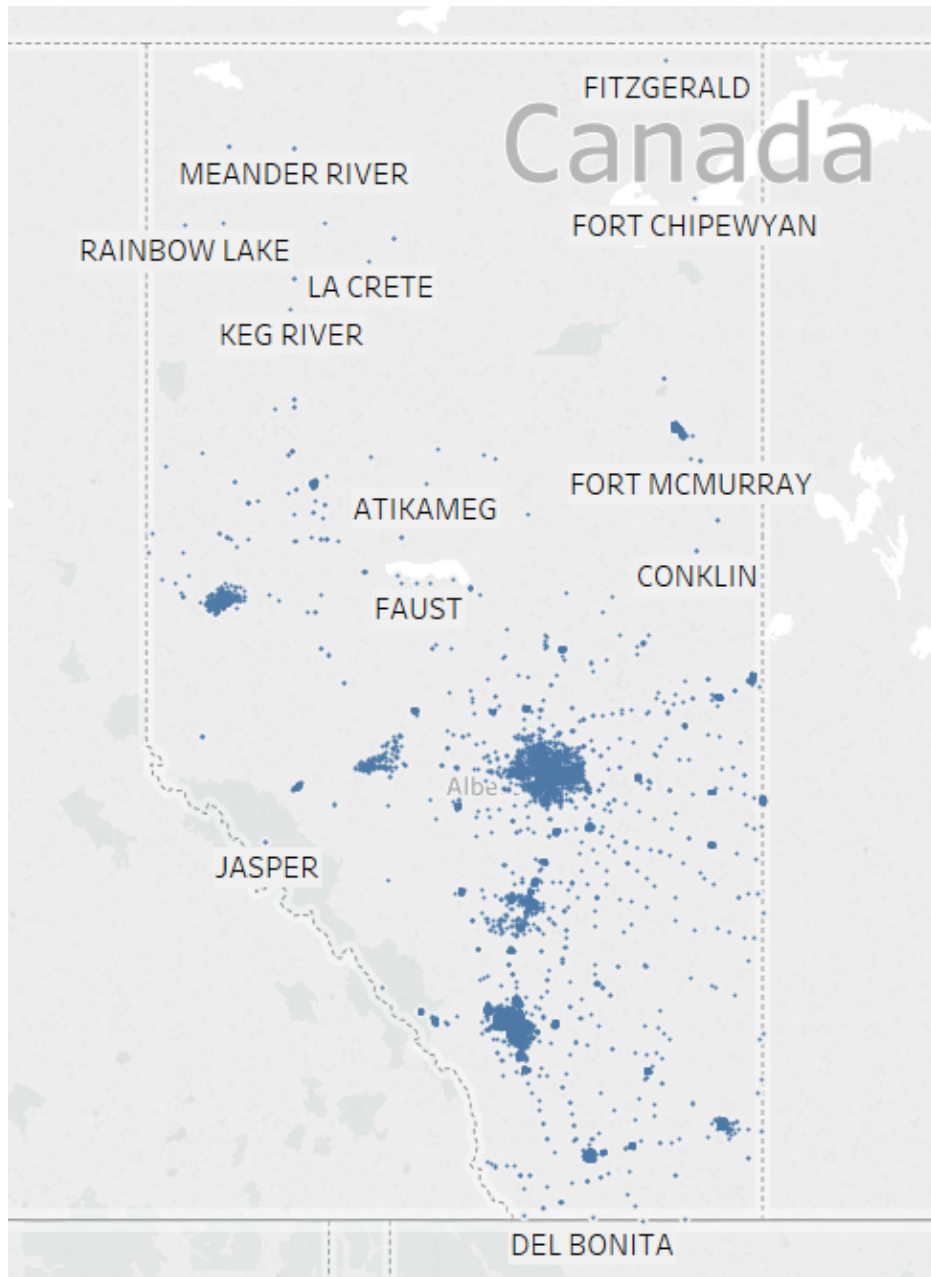 FITZGERALD
Canada
MEANDER RIVER
FORT CHIPEWYAN
RAINBOW LAKE
LA CRETE
KEG RIVER
FORT MCMURRAY
ATIKAMEG
CONKLIN
FAUST
Albe
JASPER
DEL BONITA